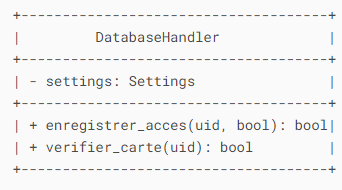 +------------------------------------+
|         DatabaseHandler            |
+------------------------------------+
| - settings: Settings               |
+------------------------------------+
| + enregistrer_acces(uid, bool): bool|
| + verifier_carte(uid): bool        |
+------------------------------------+